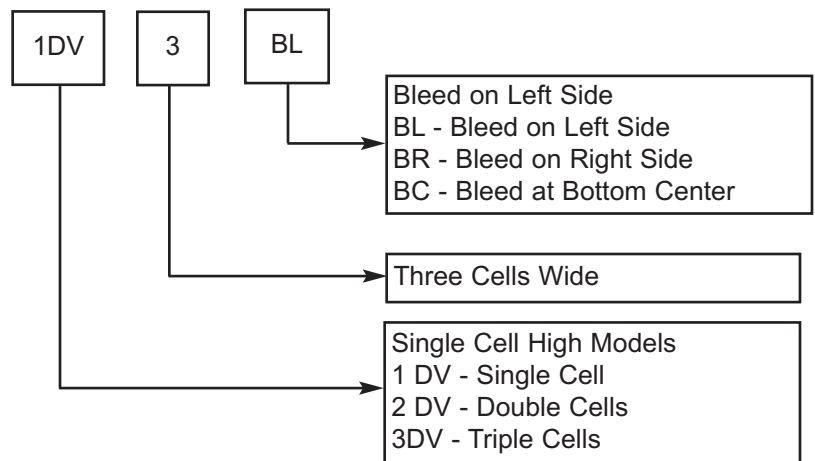 1DV
3
BL
Bleed on Left Side
BL - Bleed on Left Side
BR - Bleed on Right Side
BC - Bleed at Bottom Center
Three Cells Wide
Single Cell High Models
1 DV - Single Cell
2 DV - Double Cells
3DV - Triple Cells